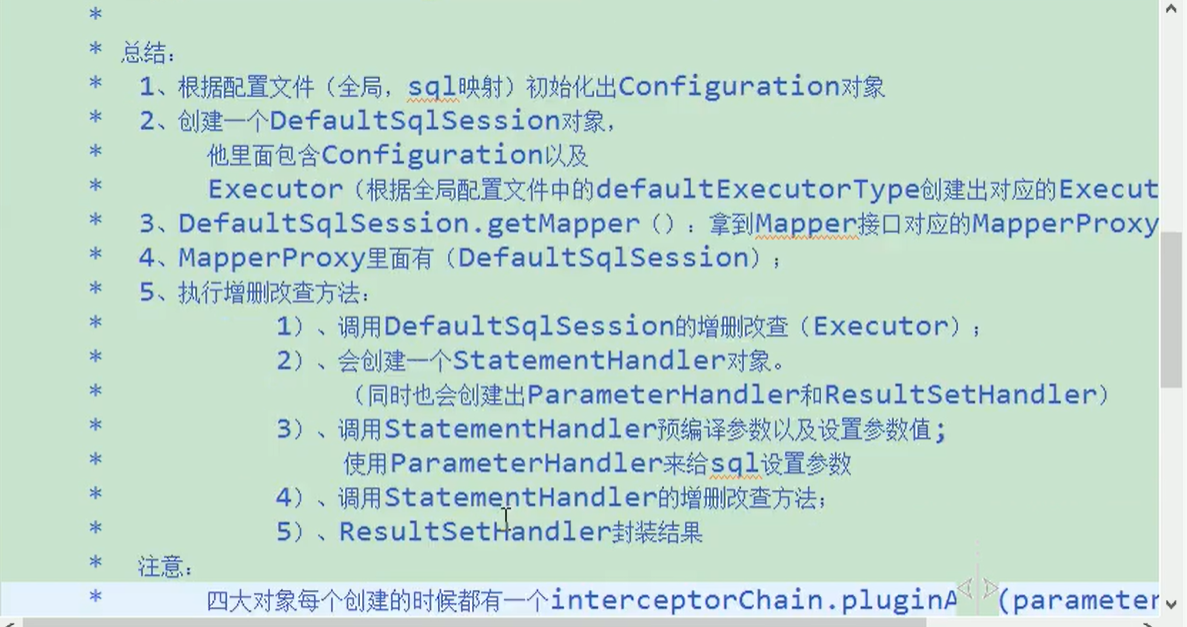 *
* 总结：
* 1、根据配置文件（全局，sql映射）初始化出Configuration对象
* 2、创建一个DefaultSqlSession对象，
* 他里面包含Configuration以及
* Executor（根据全局配置文件中的defaultExecutorType创建出对应的Execut
* 3、DefaultSqlSession.getMapper（）：拿到Mapper接口对应的MapperProxy
* 4、MapperProxy里面有（DefaultSqlSession）；
* 5、执行增删改查方法：
* 1）、调用DefaultSqlSession的增删改查（Executor）；
* 2）、会创建一个StatementHandler对象。
* （同时也会创建出ParameterHandler和ResultSetHandler）
* 3）、调用StatementHandler预编译参数以及设置参数值;
* 使用ParameterHandler来给sql设置参数
* 4）、调用StatementHandler的增删改查方法；
* 5）、ResultSetHandler封装结果
* 注意：
* 四大对象每个创建的时候都有一个interceptorChain.pluginA (parameter